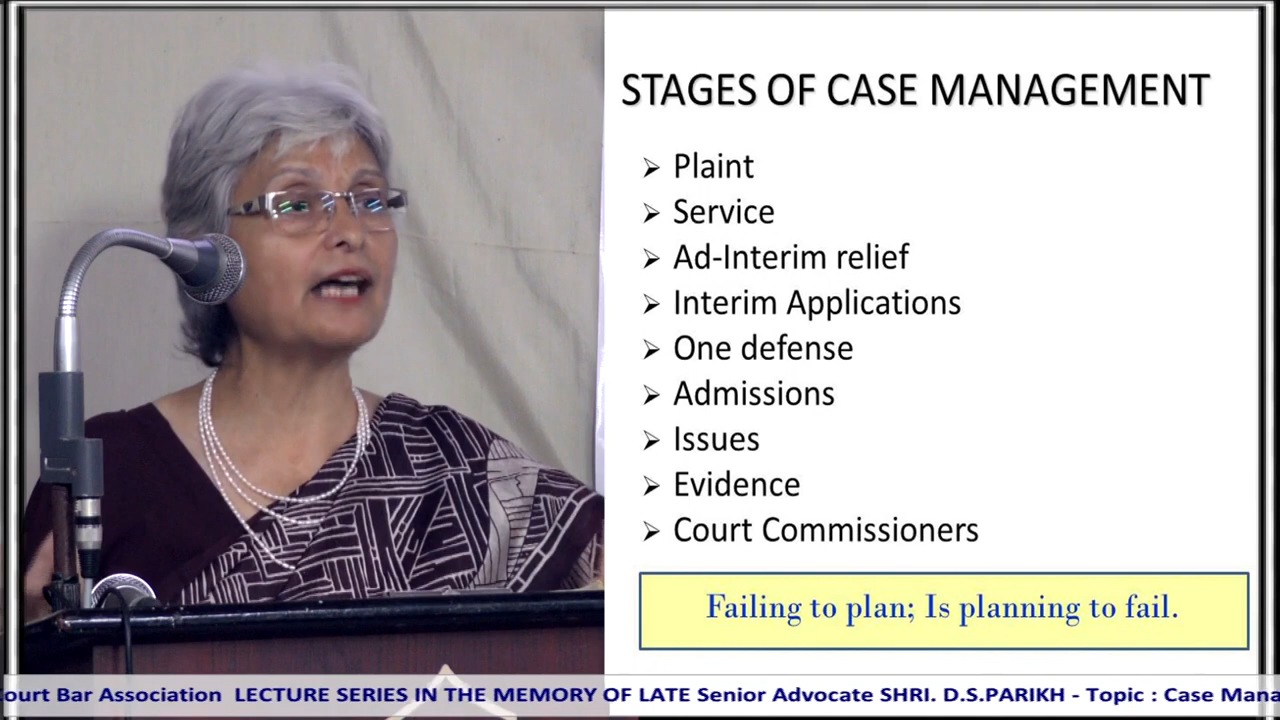 STAGES OF CASE MANAGEMENT
Plaint
Service
Ad-Interim relief
Interim Applications
One defense
Admissions
Issues
Evidence
Court Commissioners
Failing to plan; Is planning to fail.
Court Bar Association LECTURE SERIES IN THE MEMORY OF LATE Senior Advocate SHRI. D.S.PARIKH - Topic : Case Mana